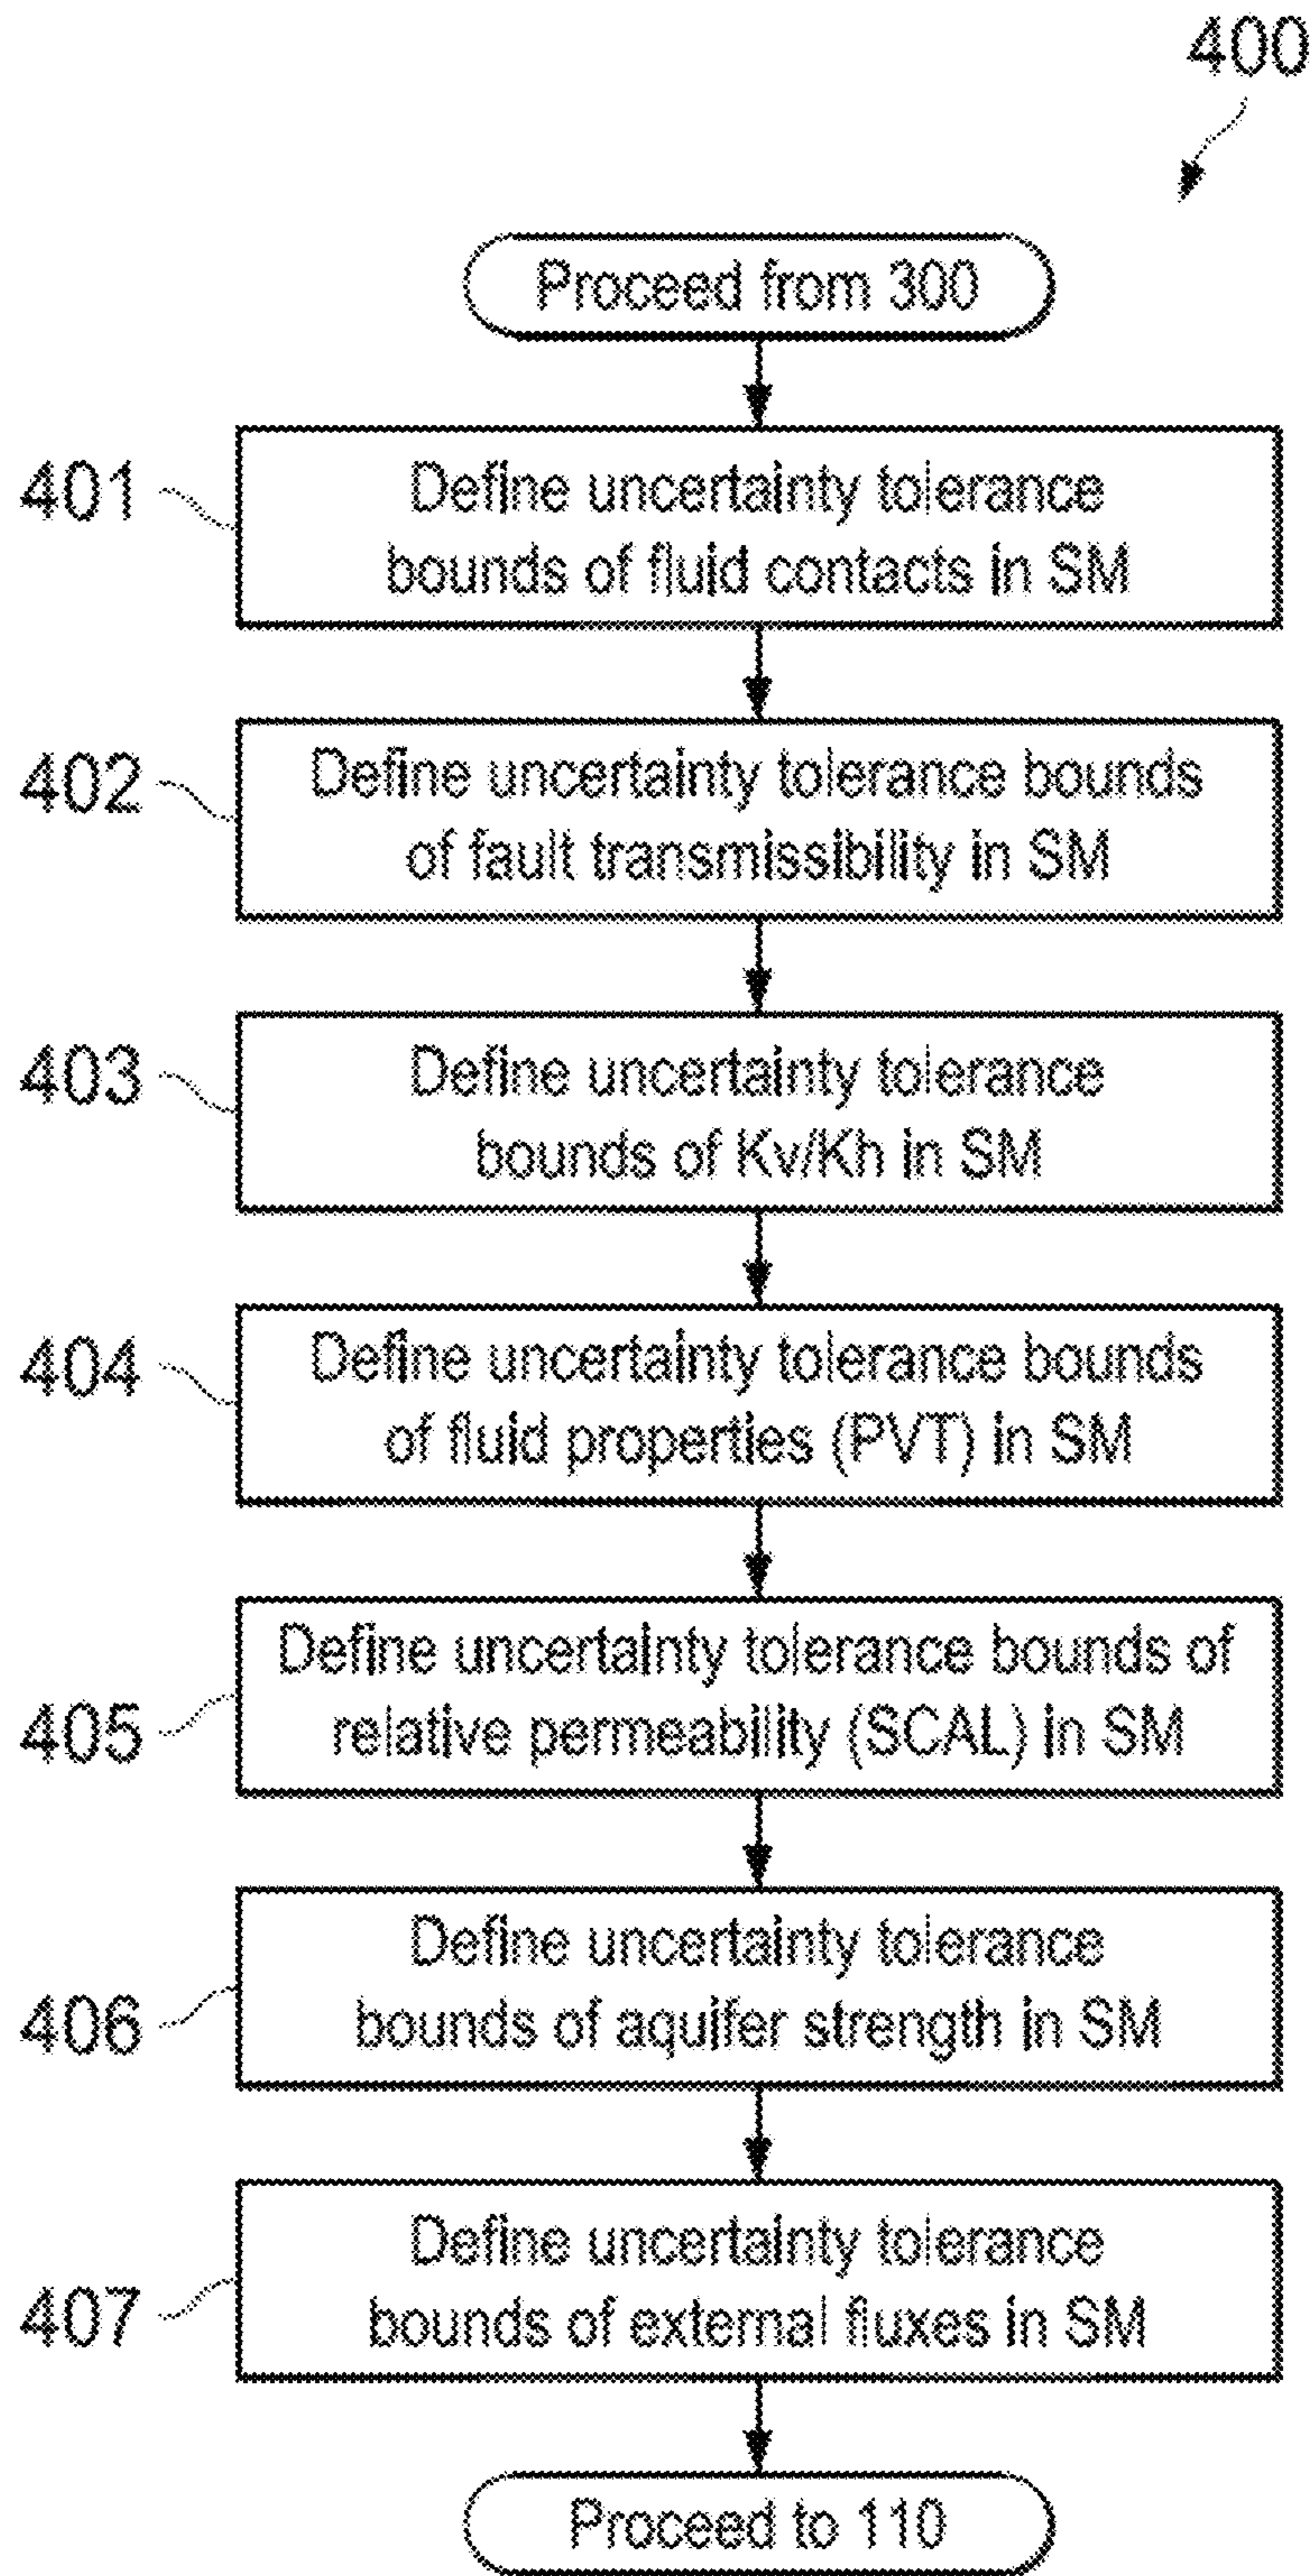 400
Proceed from 300
401
Define uncertainty tolerance
bounds of fluid contacts in SM
402
Define uncertainty tolerance bounds
of fault transmissibility in SM
403
Define uncertainty tolerance
bounds of Kv/Kh in SM
404
Define uncertainty tolerance bounds
of fluid properties (PVT) in SM
405
Define uncertainty tolerance bounds of
relative permeability (SCAL) in SM
406
Define uncertainty tolerance
bounds of aquifer strength in SM
407
Define uncertainty tolerance
bounds of external fluxes in SM
Proceed to 110